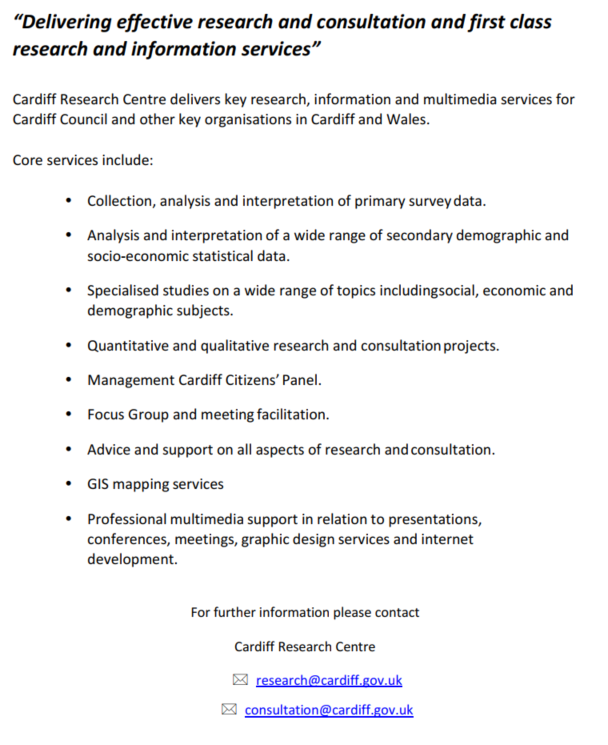 “Delivering effective research and consultation and first class
research and information services”
Cardiff Research Centre delivers key research, information and multimedia services for
Cardiff Council and other key organisations in Cardiff and Wales.
Core services include:
• Collection, analysis and interpretation of primary survey data.
• Analysis and interpretation of a wide range of secondary demographic and
socio-economic statistical data.
• Specialised studies on a wide range of topics includingsocial, economic and
demographic subjects.
• Quantitative and qualitative research and consultation projects.
• Management Cardiff Citizens’ Panel.
• Focus Group and meeting facilitation.
• Advice and support on all aspects of research and consultation.
• GIS mapping services
• Professional multimedia support in relation to presentations,
conferences, meetings, graphic design services and internet
development.
For further information please contact
Cardiff Research Centre
research@cardiff.gov.uk
consultation@cardiff.gov.uk